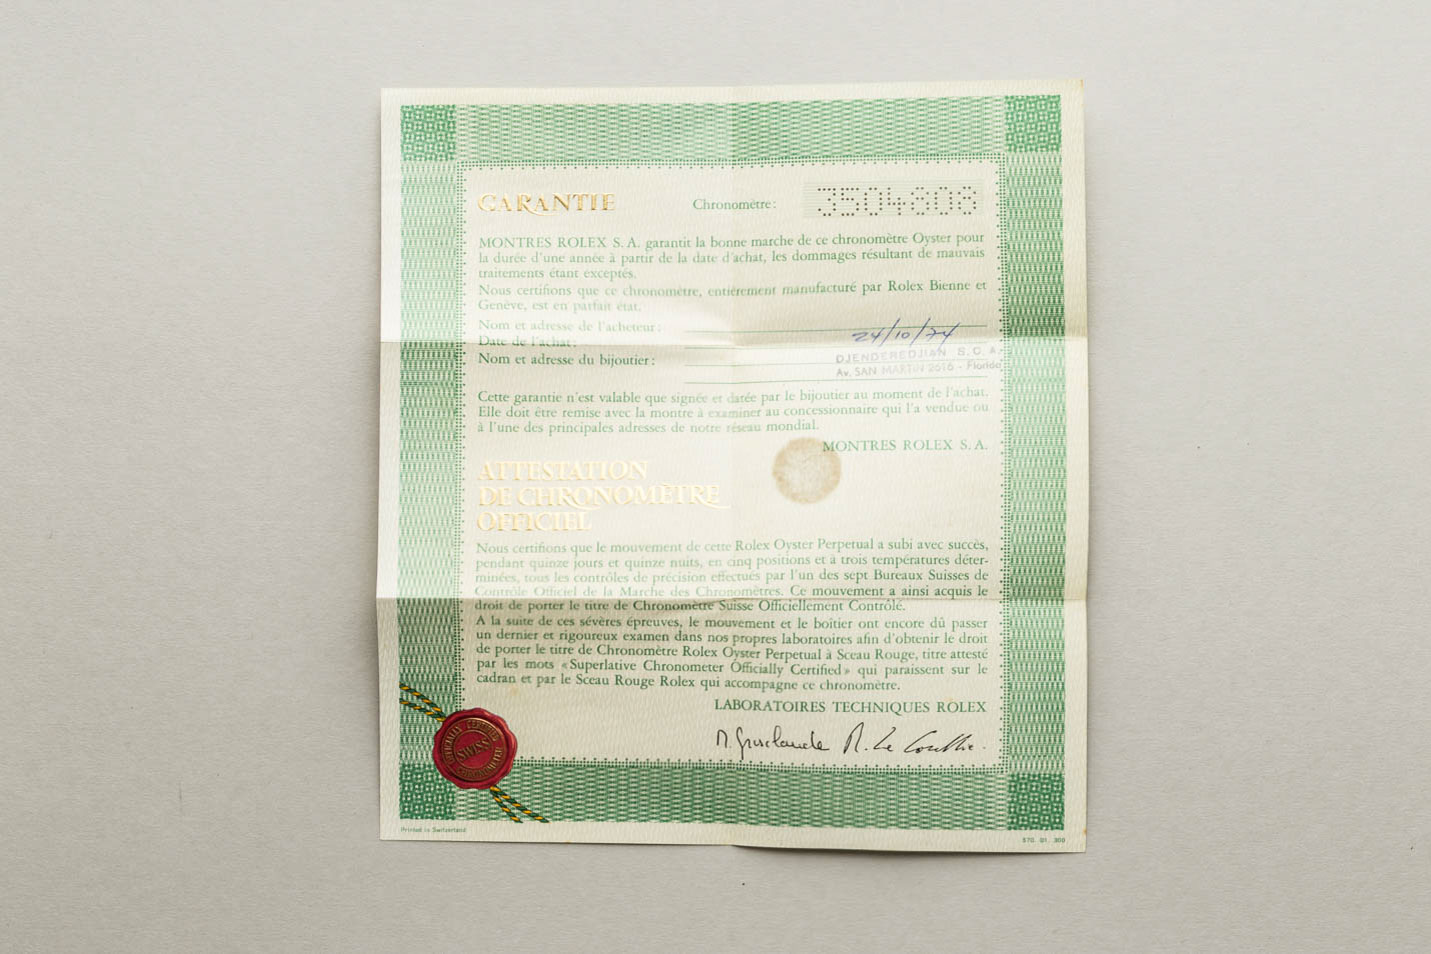 GARANTIE
Chronomètre: 3504808
MONTRES ROLEX S. A. garantit la bonne marche de ce chronomètre Oyster pour
la durée d'une année à partir de la date d'achat, les dommages résultant de mauvais
traitements étant exceptés.
Nous certifions que ce chronomètre, entièrement manufacturé par Rolex Bienne et
Genève, est en parfait état.
Nom et adresse de l'acheteur:
Date de l'achat: 24/10/74
Nom et adresse du bijoutier: DJENDEREDJIAN S. C. A.
Av. SAN MARTIN 2616 - Florida
Cette garantie n'est valable que signée et datée par le bijoutier au moment de l'achat.
Elle doit être remise avec la montre à examiner au concessionnaire qui l'a vendue ou
à l'une des principales adresses de notre réseau mondial.
MONTRES ROLEX S. A.
ATTESTATION
DE CHRONOMÈTRE
OFFICIEL
Nous certifions que le mouvement de cette Rolex Oyster Perpetual a subi avec succès,
pendant quinze jours et quinze nuits, en cinq positions et à trois températures déter-
minées, tous les contrôles de précision effectués par l'un des sept Bureaux Suisses de
Contrôle Officiel de la Marche des Chronomètres. Ce mouvement a ainsi acquis le
droit de porter le titre de Chronomètre Suisse Officiellement Contrôlé.
A la suite de ces sévères épreuves, le mouvement et le boîtier ont encore dû passer
un dernier et rigoureux examen dans nos propres laboratoires afin d'obtenir le droit
de porter le titre de Chronomètre Rolex Oyster Perpetual à Sceau Rouge, titre attesté
par les mots «Superlative Chronometer Officially Certified» qui paraissent sur le
cadran et par le Sceau Rouge Rolex qui accompagne ce chronomètre.
LABORATOIRES TECHNIQUES ROLEX
OFFICIALLY CERTIFIED
SWISS
CHRONOMETER
Printed in Switzerland
570. 01. 300